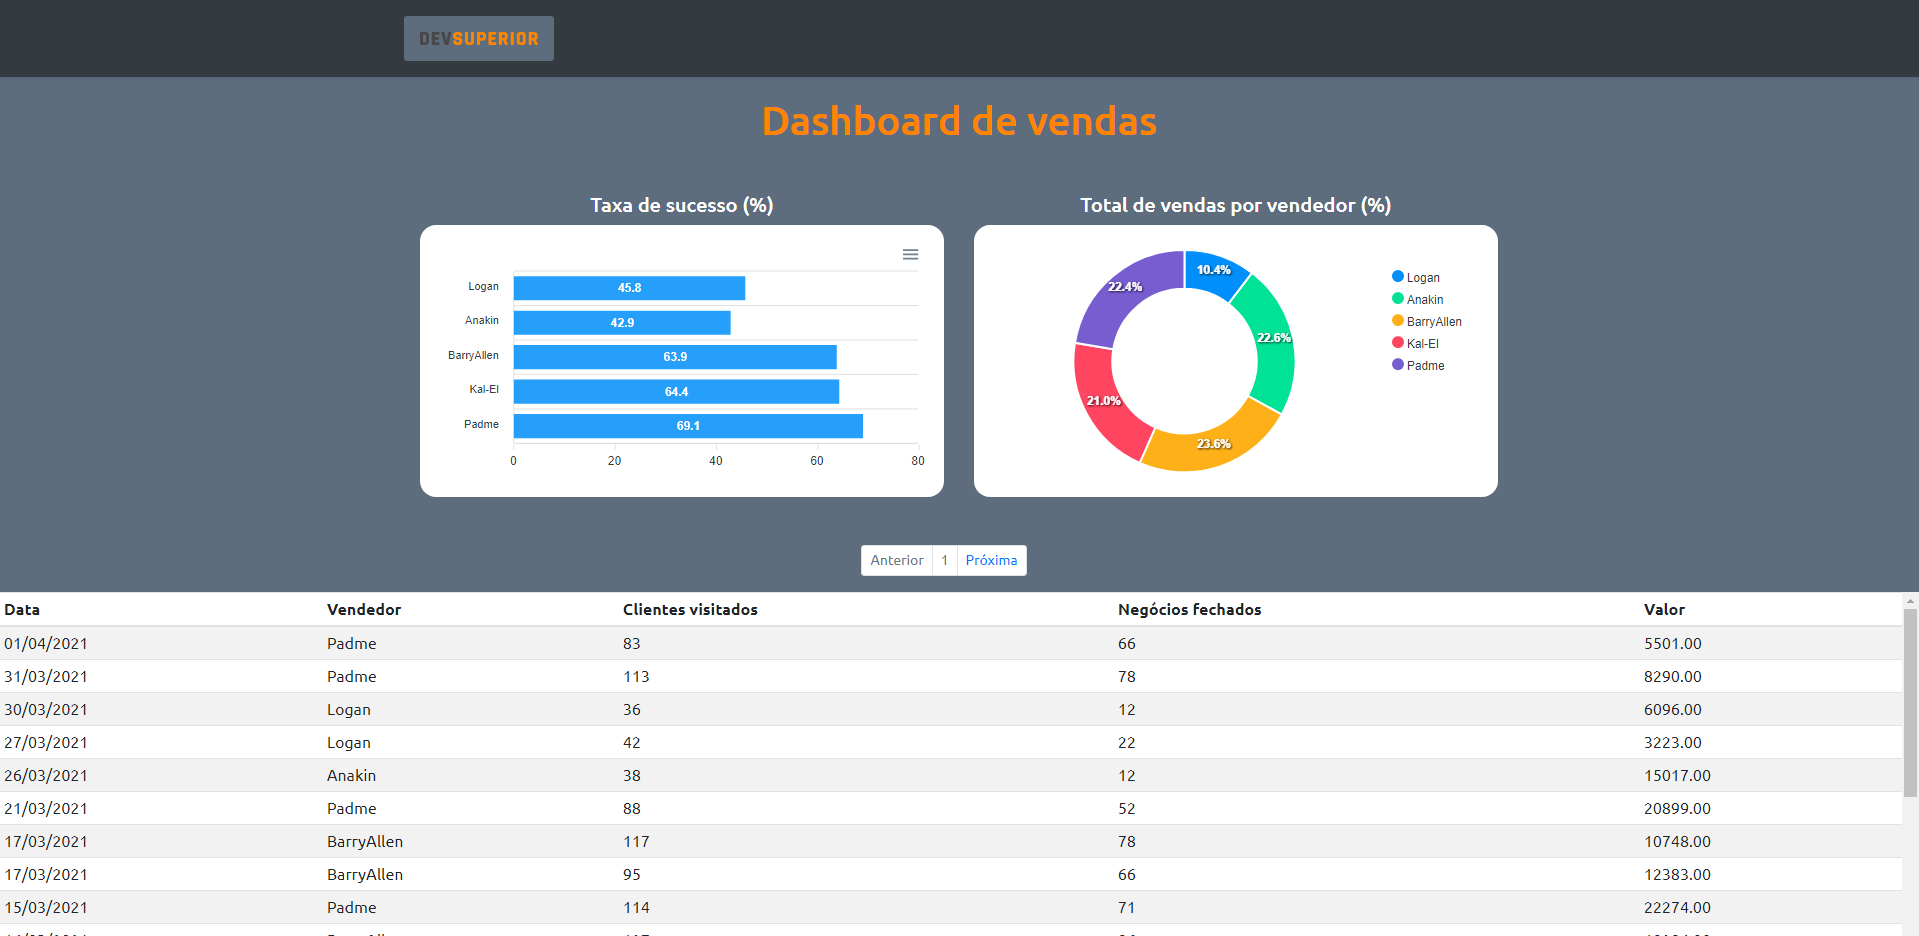 DEVSUPERIOR
Dashboard de vendas
Taxa de sucesso (%)
Logan 45.8
Anakin 42.9
BarryAllen 63.9
Kal-El 64.4
Padme 69.1
0 20 40 60 80
Total de vendas por vendedor (%)
10.4%
22.6%
23.6%
21.0%
22.4%
Logan
Anakin
BarryAllen
Kal-El
Padme
Anterior 1 Próxima
Data Vendedor Clientes visitados Negócios fechados Valor
01/04/2021 Padme 83 66 5501.00
31/03/2021 Padme 113 78 8290.00
30/03/2021 Logan 36 12 6096.00
27/03/2021 Logan 42 22 3223.00
26/03/2021 Anakin 38 12 15017.00
21/03/2021 Padme 88 52 20899.00
17/03/2021 BarryAllen 117 78 10748.00
17/03/2021 BarryAllen 95 66 12383.00
15/03/2021 Padme 114 71 22274.00